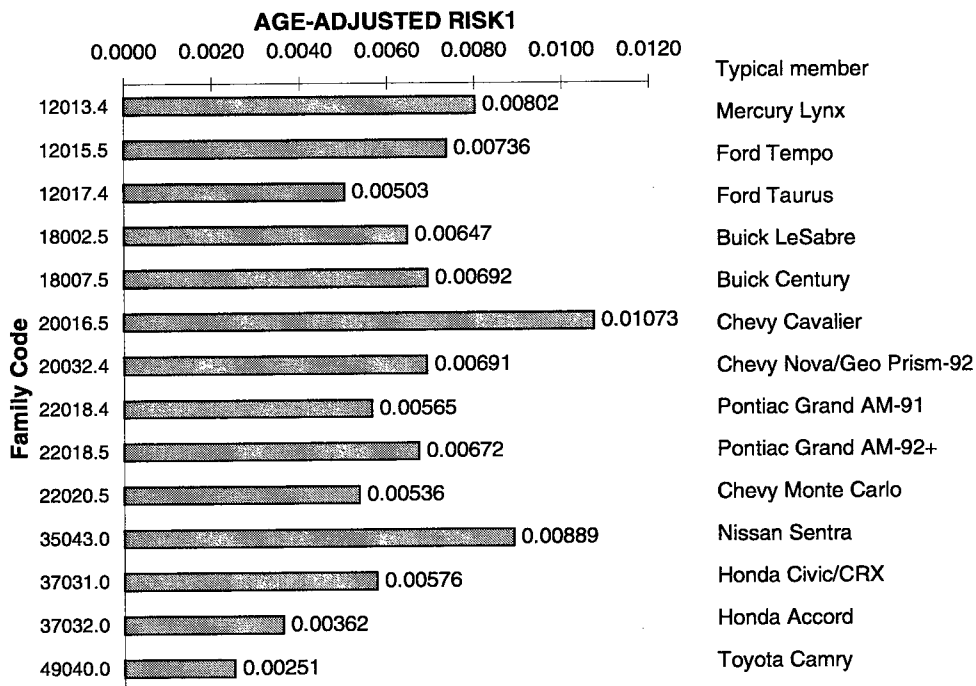 AGE-ADJUSTED RISK1
0.0000 0.0020 0.0040 0.0060 0.0080 0.0100 0.0120
Typical member
12013.4 0.00802 Mercury Lynx
12015.5 0.00736 Ford Tempo
12017.4 0.00503 Ford Taurus
18002.5 0.00647 Buick LeSabre
18007.5 0.00692 Buick Century
20016.5 0.01073 Chevy Cavalier
20032.4 0.00691 Chevy Nova/Geo Prism-92
22018.4 0.00565 Pontiac Grand AM-91
22018.5 0.00672 Pontiac Grand AM-92+
22020.5 0.00536 Chevy Monte Carlo
35043.0 0.00889 Nissan Sentra
37031.0 0.00576 Honda Civic/CRX
37032.0 0.00362 Honda Accord
49040.0 0.00251 Toyota Camry
Family Code